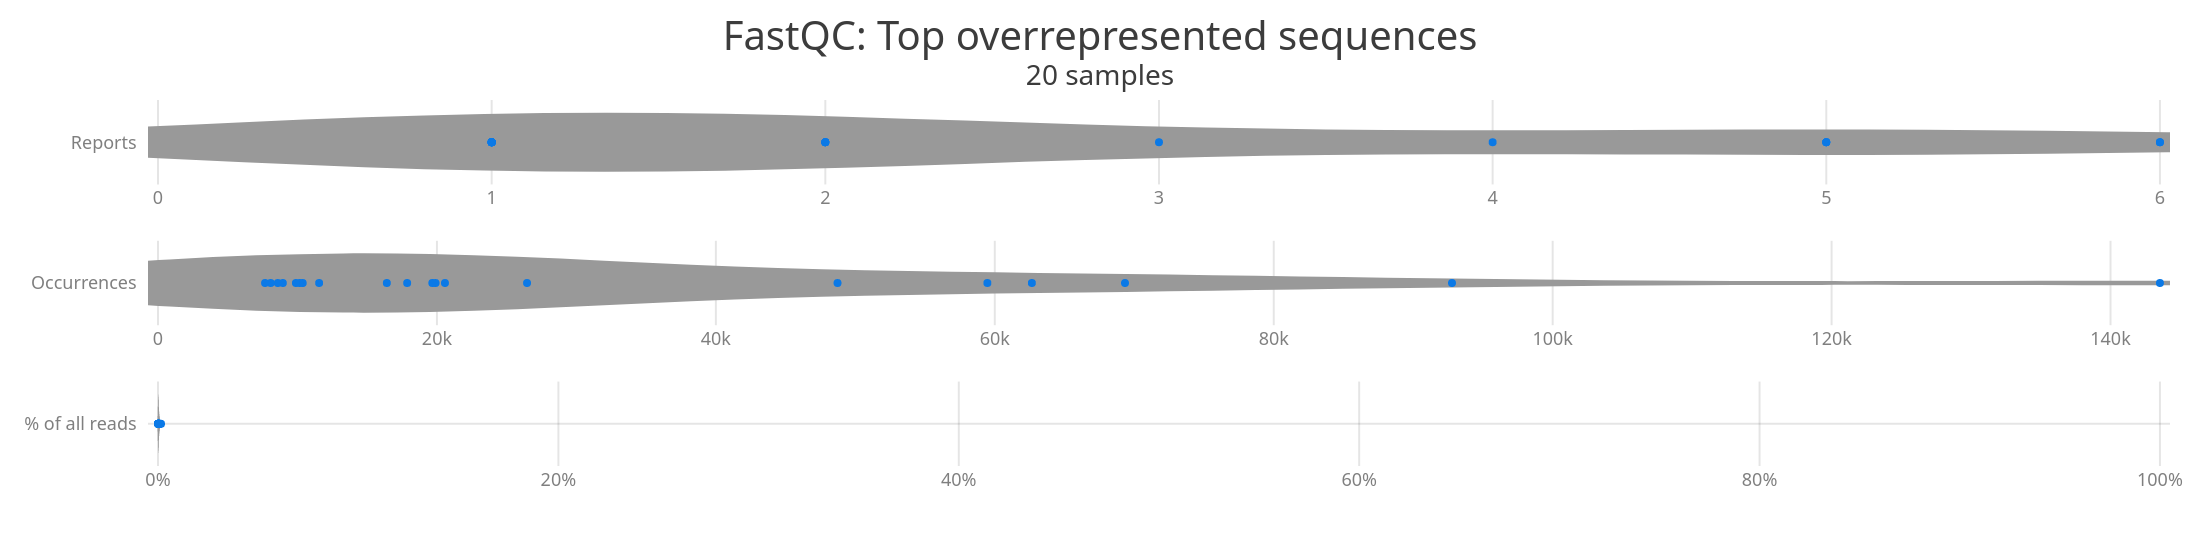 FastQC: Top overrepresented sequences
20 samples
Reports
0 1 2 3 4 5 6
Occurrences
0 20k 40k 60k 80k 100k 120k 140k
% of all reads
0% 20% 40% 60% 80% 100%